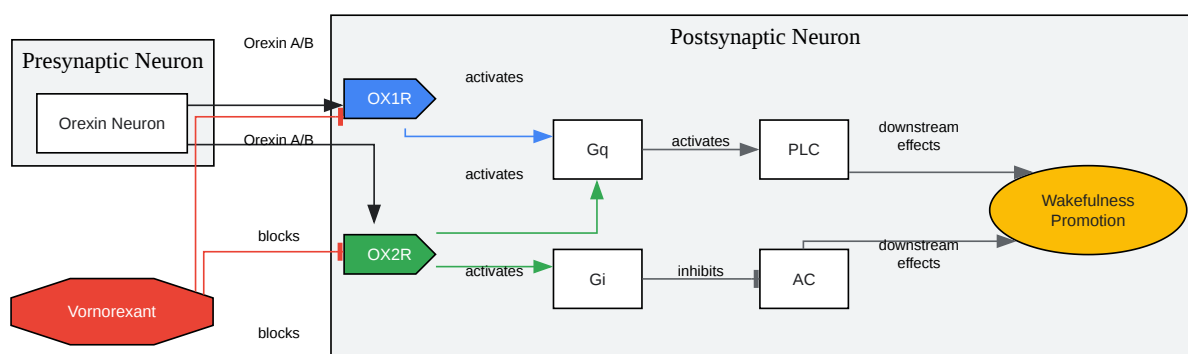 Postsynaptic Neuron
Orexin A/B
Presynaptic Neuron
activates
OX1R
Orexin Neuron
downstream
effects
Orexin A/B
activates
Gq
activates
PLC
activates
Wakefulness
Promotion
blocks
OX2R
downstream
effects
activates
Gi
inhibits
AC
Vornorexant
blocks